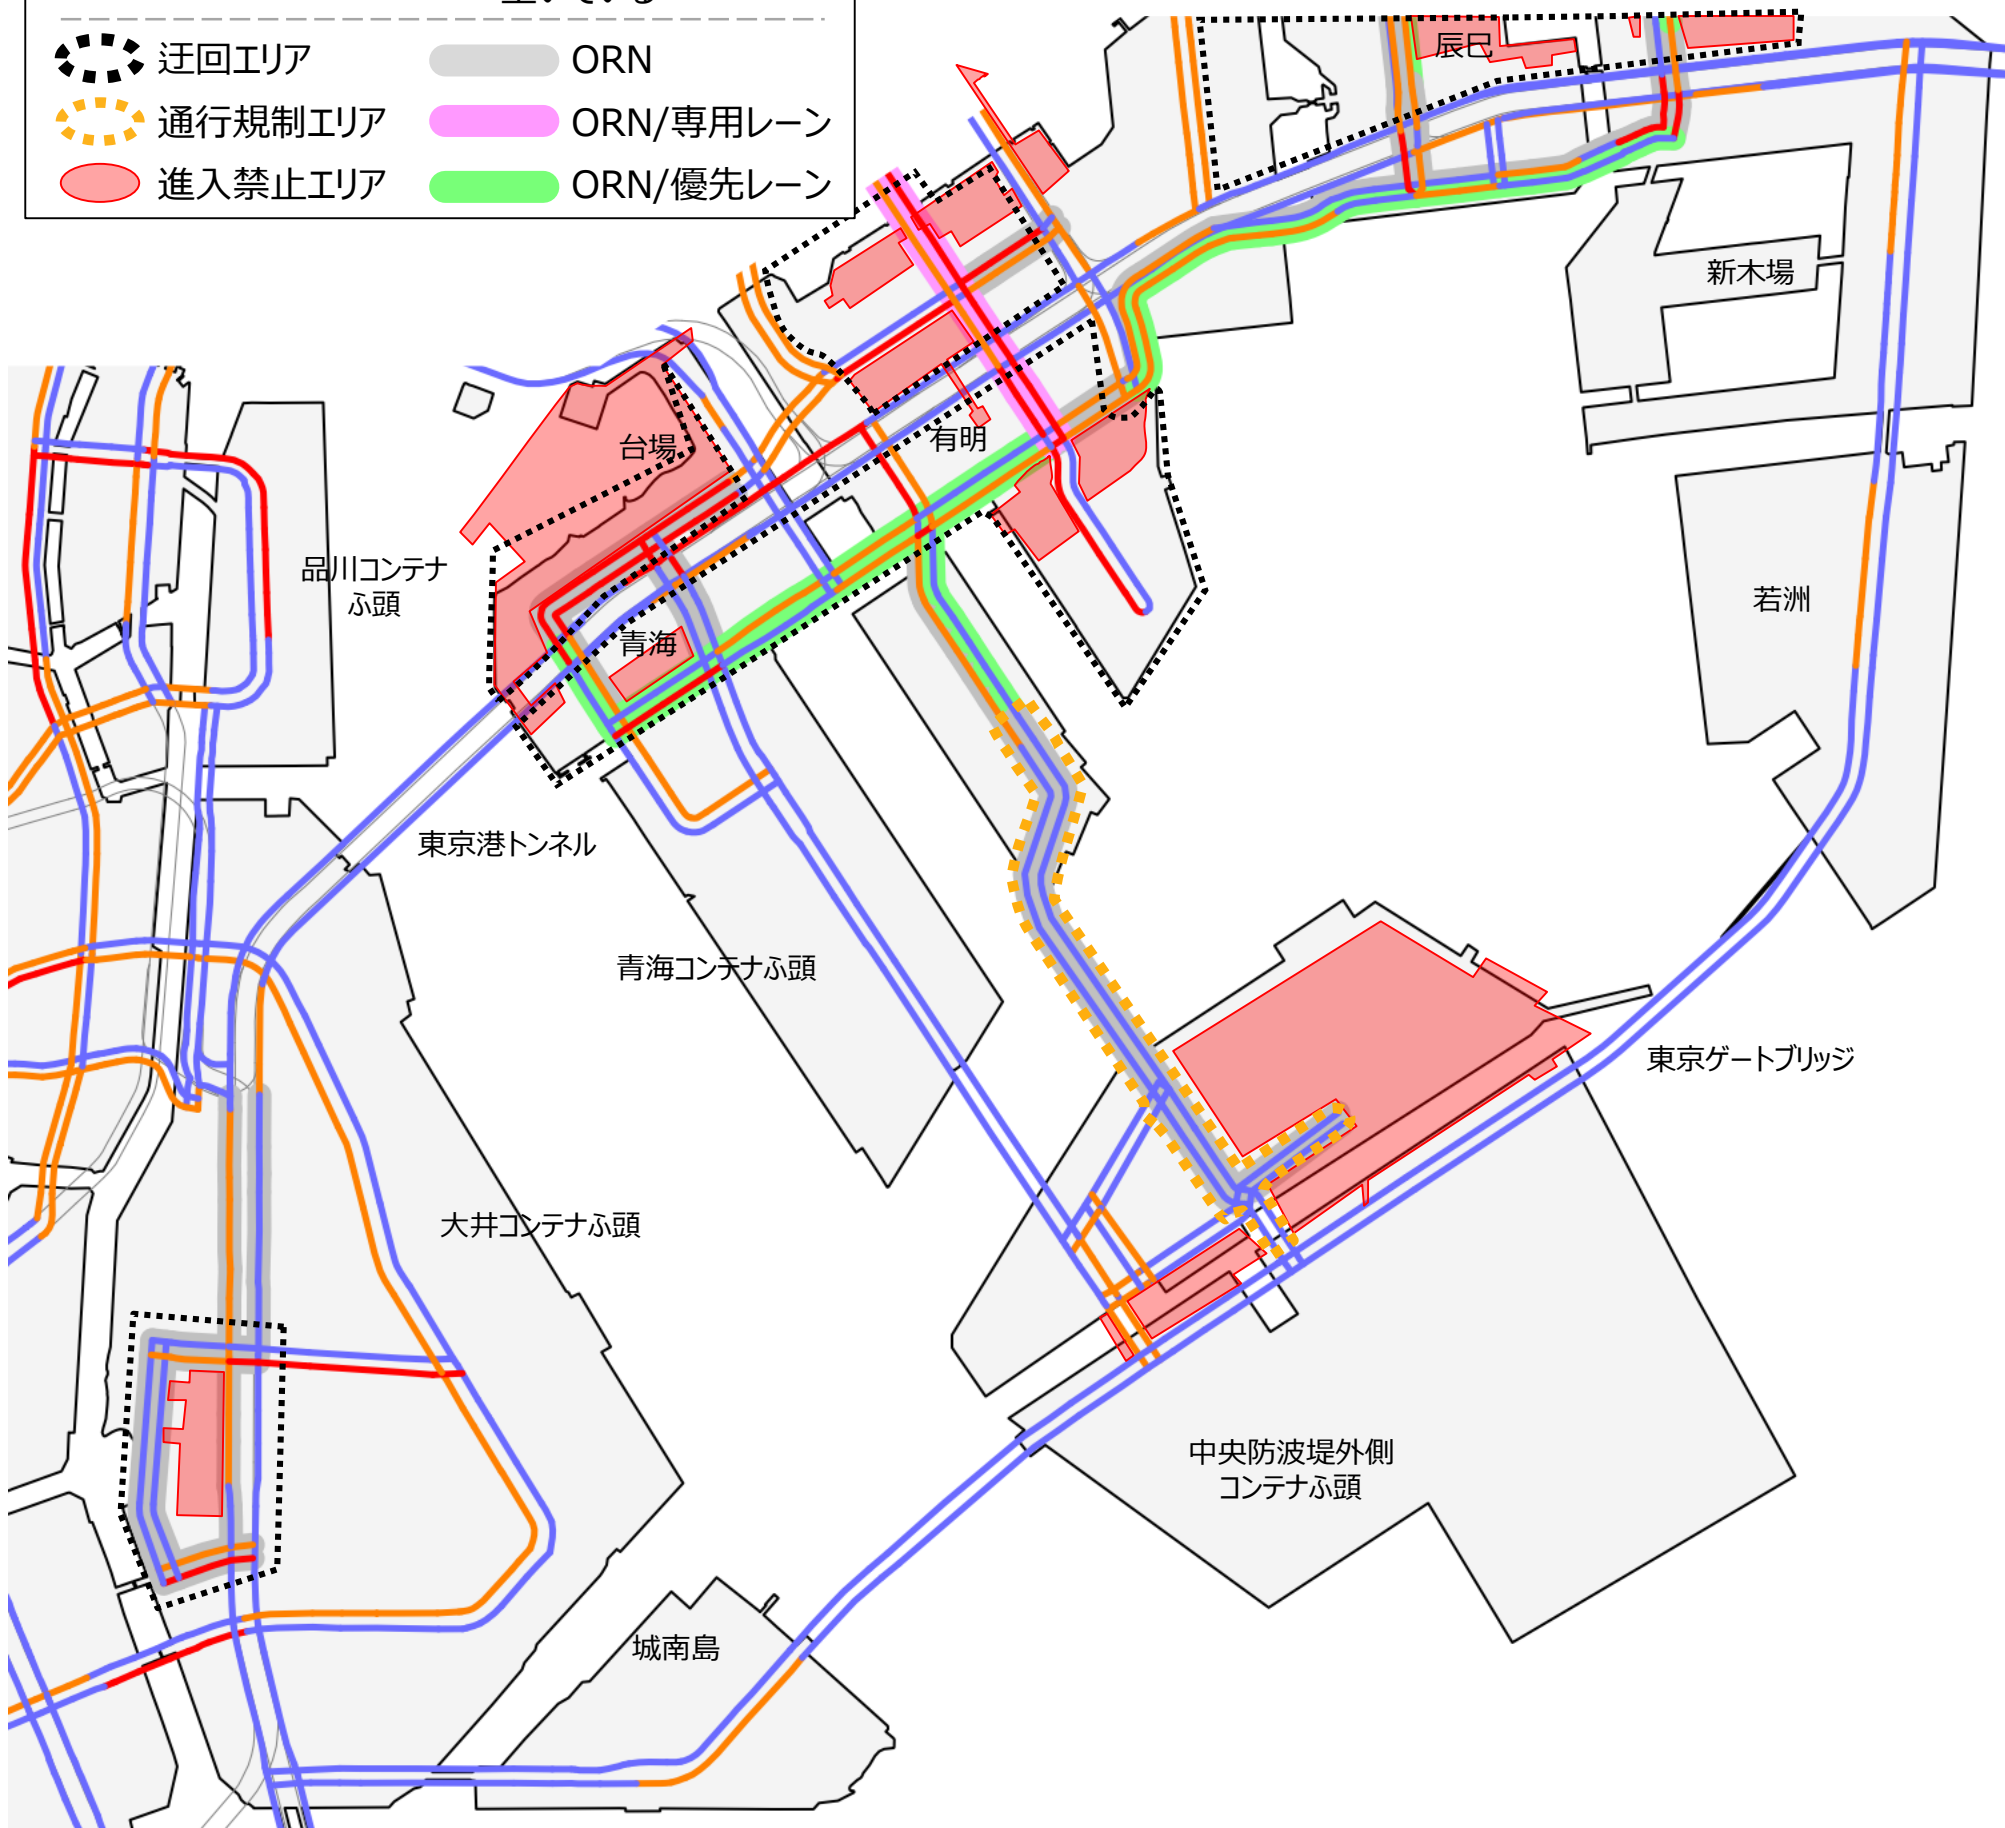 空いている
迂回エリア
ORN
通行規制エリア
ORN/専用レーン
進入禁止エリア
ORN/優先レーン
辰巳
新木場
有明
台場
品川コンテナ
ふ頭
青海
若洲
東京港トンネル
青海コンテナふ頭
東京ゲートブリッジ
大井コンテナふ頭
中央防波堤外側
コンテナふ頭
城南島